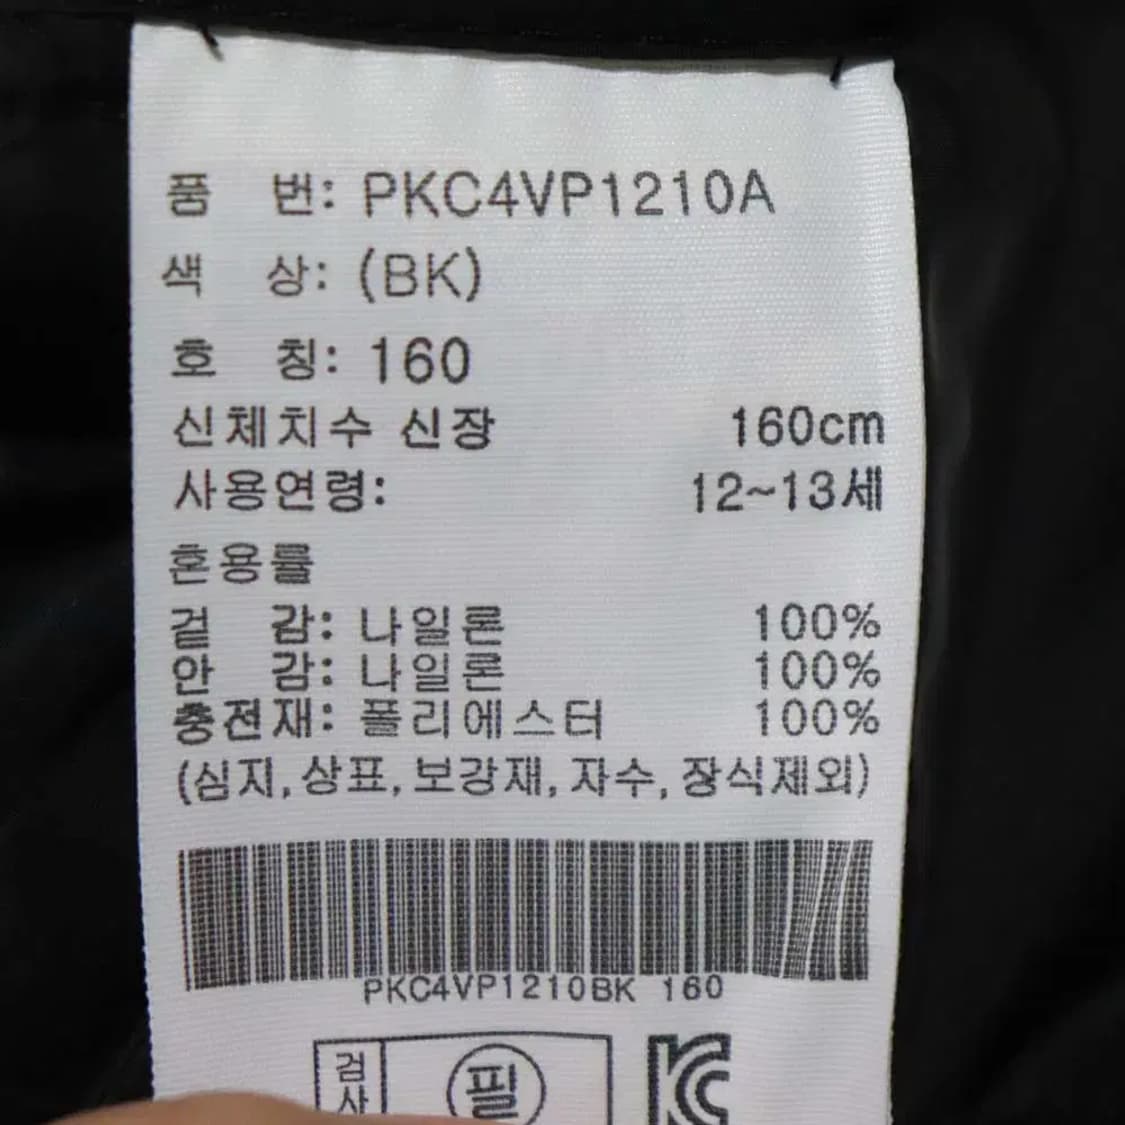 품 번: PKC4VP1210A
색 상: (BK)
호 칭: 160
신체치수 신장 160cm
사용연령: 12~13세
혼용률
겉 감: 나일론 100%
안 감: 나일론 100%
충전재: 폴리에스터 100%
(심지, 상표, 보강재, 자수, 장식제외)
PKC4VP1210BK 160
검사 필 KC